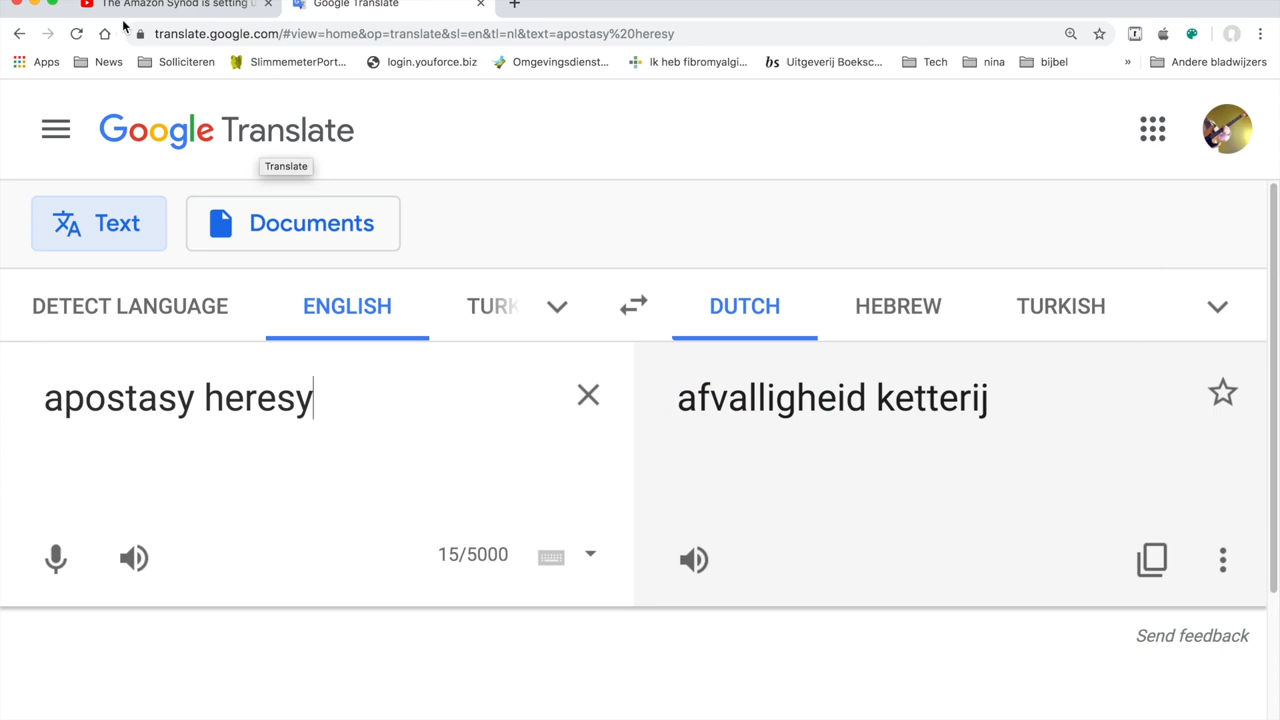 The Amazon Synod is setting
Google Translate
translate.google.com/#view=home&op=translate&sl=en&tl=nl&text=apostasy%20heresy
Apps News Solliciteren SlimmemeterPort... login.youforce.biz Omgevingsdienst... Ik heb fibromyalgi... bs Uitgeverij Boeksc... Tech nina bijbel » Andere bladwijzers
Google Translate
Translate
Text Documents
DETECT LANGUAGE ENGLISH TURK DUTCH HEBREW TURKISH
apostasy heresy afvalligheid ketterij
15/5000
Send feedback